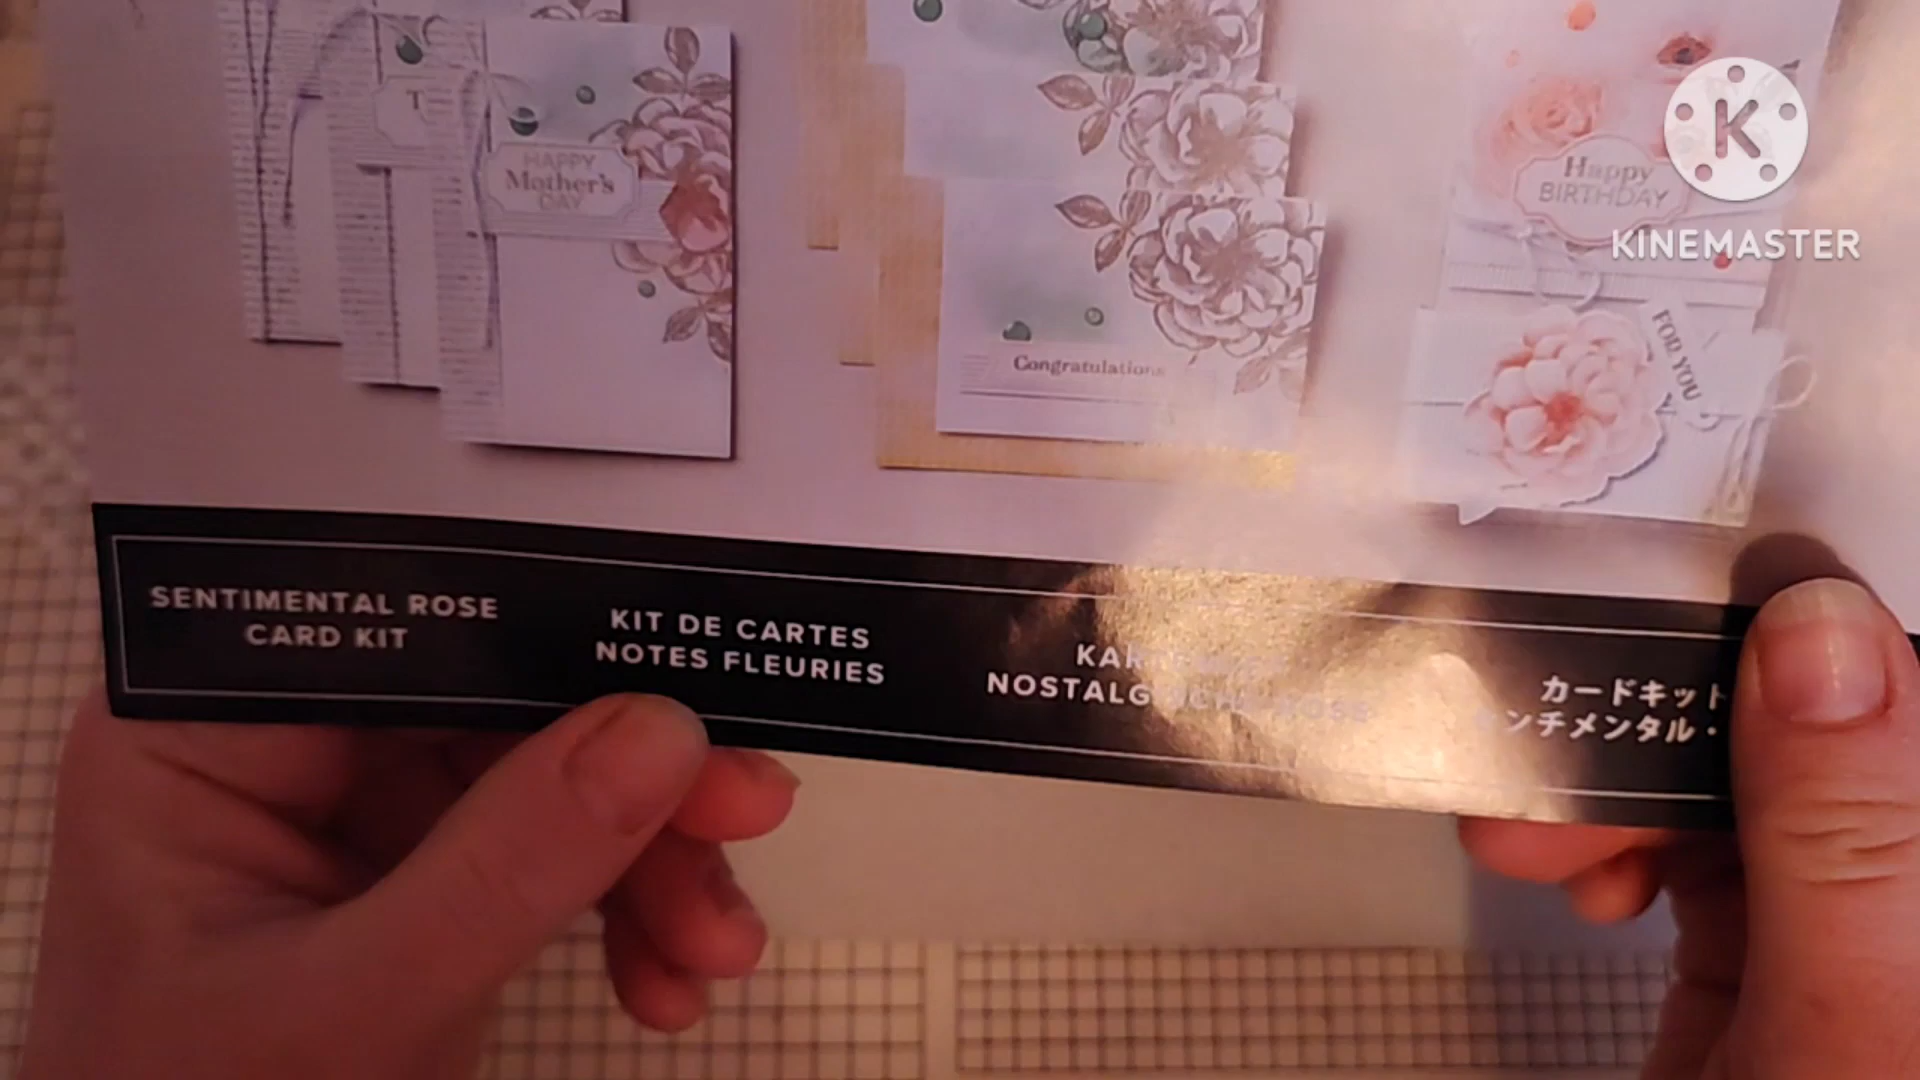 T
HAPPY
Mother's
DAY
Congratulations
Happy
BIRTHDAY
FOR YOU
K
KINEMASTER
SENTIMENTAL ROSE
CARD KIT
KIT DE CARTES
NOTES FLEURIES
カードキット
ンチメンタル・